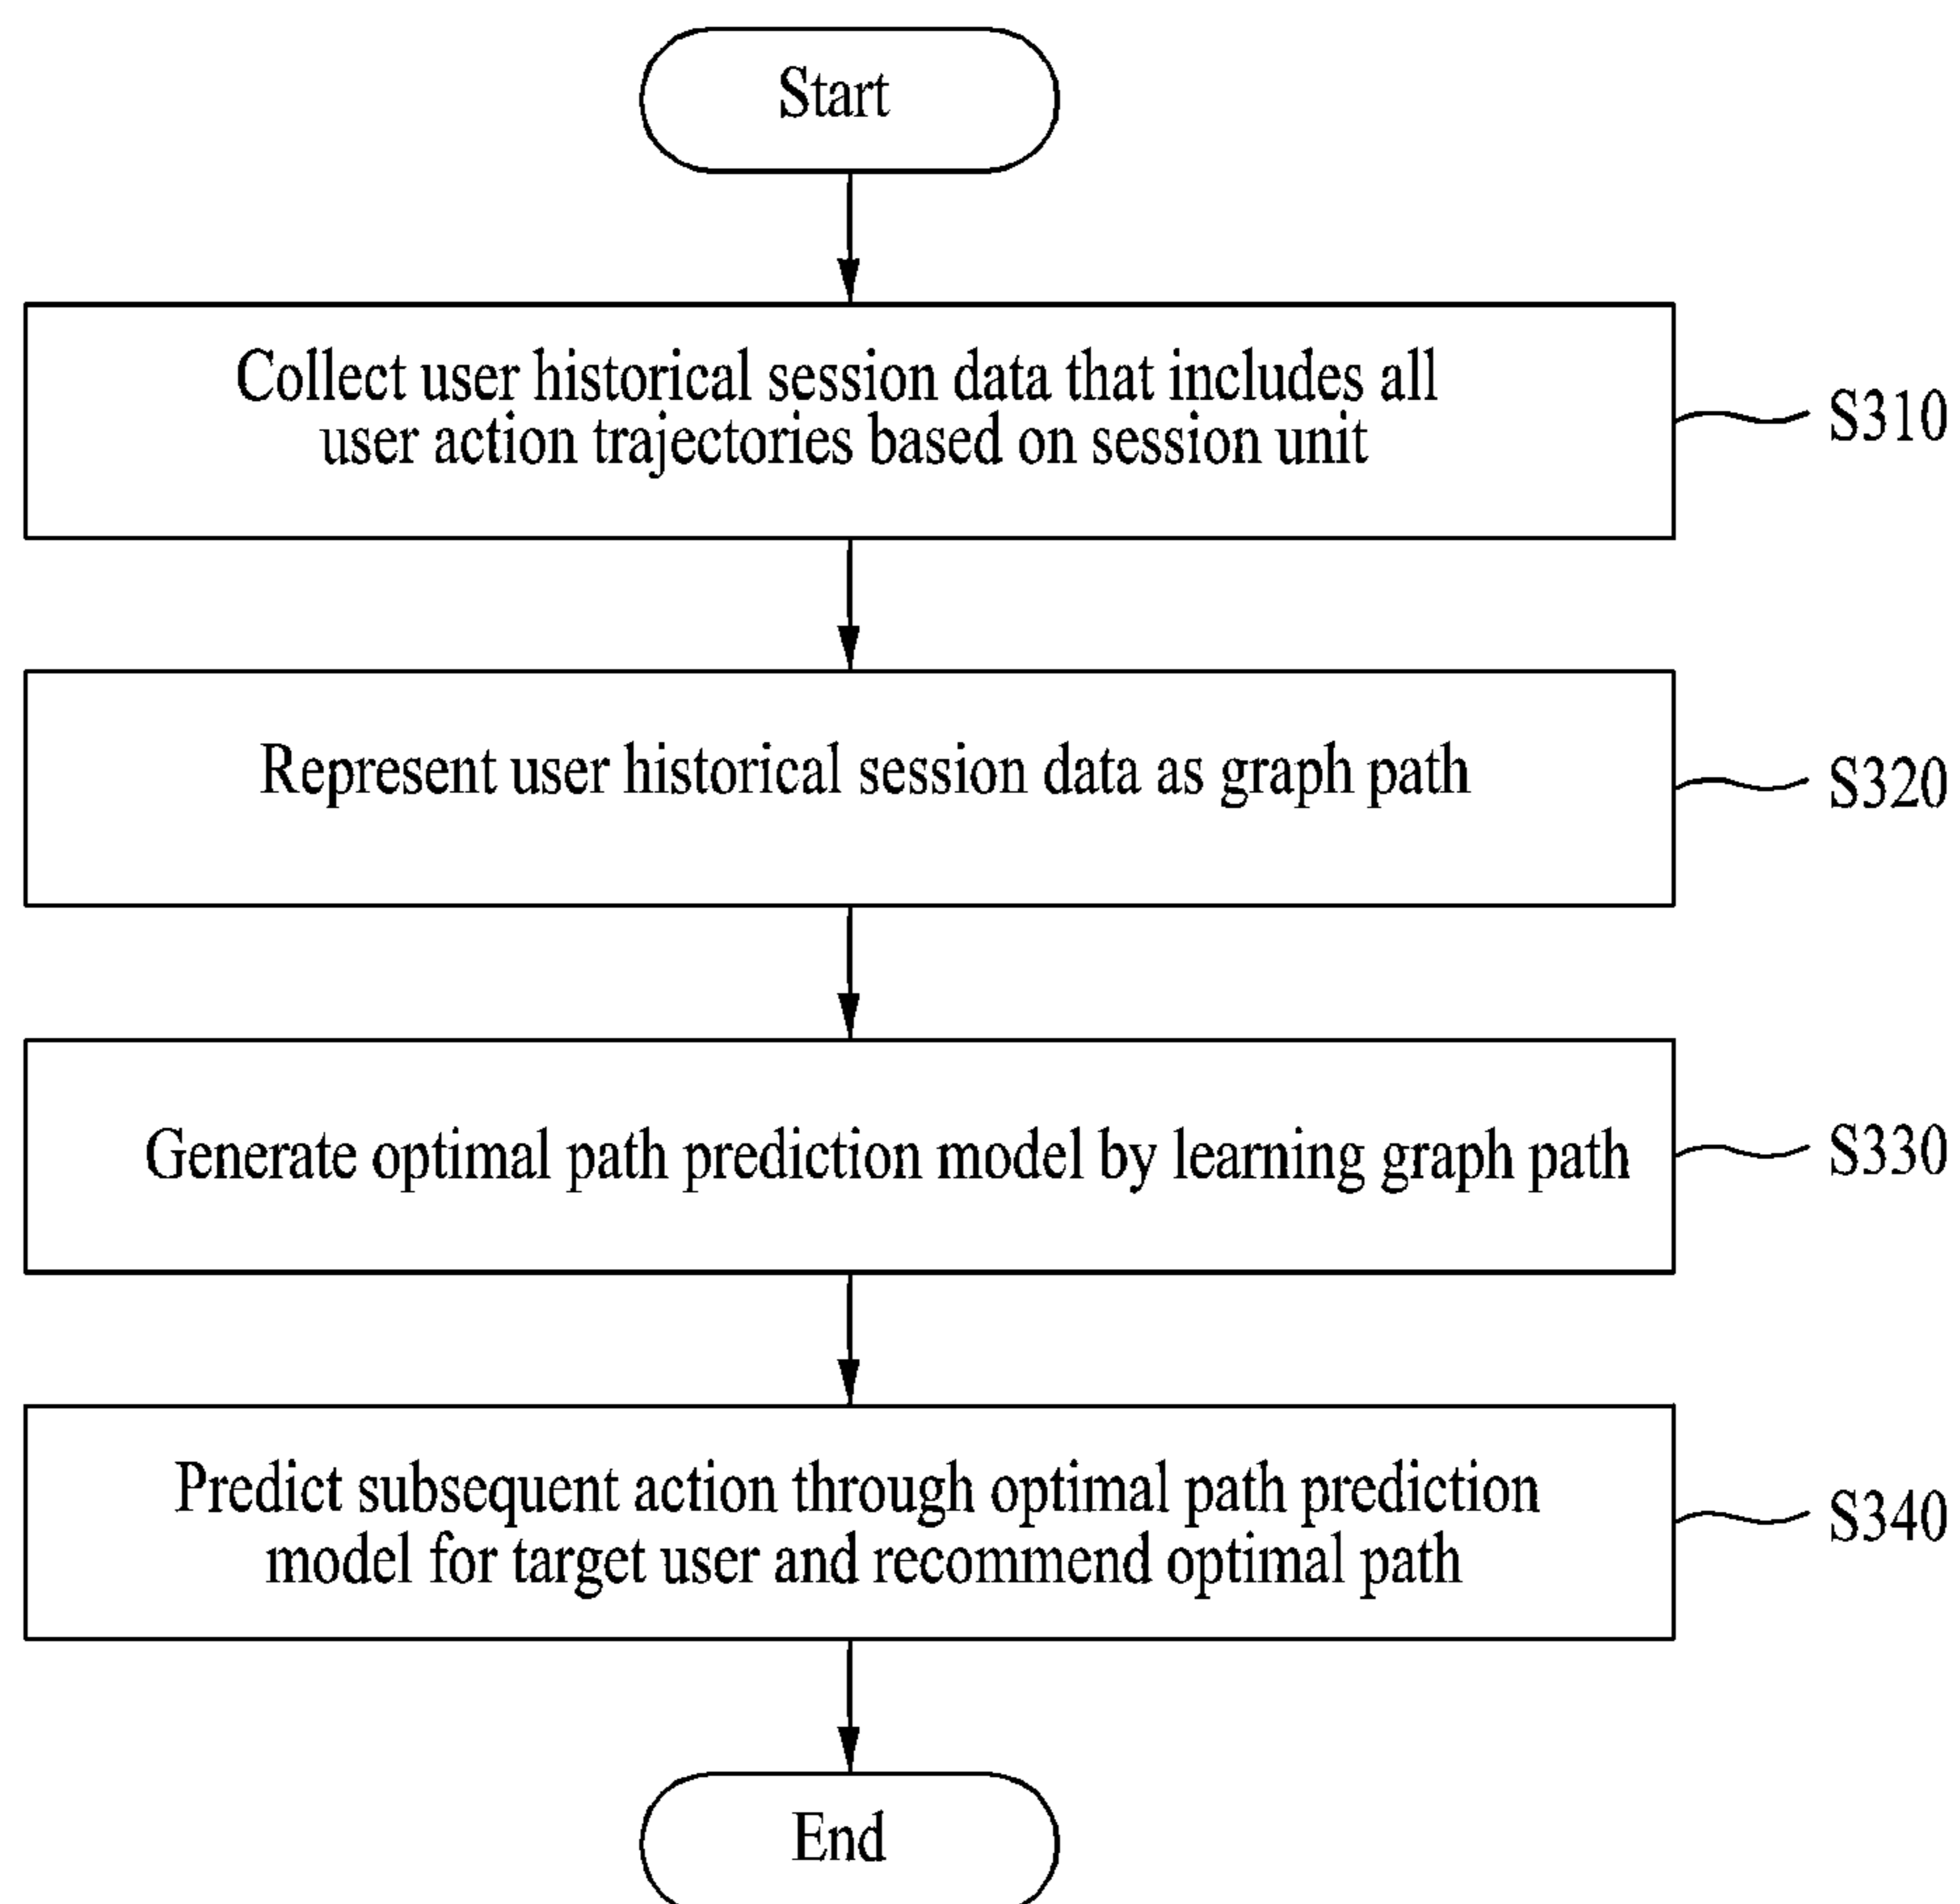 Start
Collect user historical session data that includes all
user action trajectories based on session unit
S310
Represent user historical session data as graph path
S320
Generate optimal path prediction model by learning graph path
S330
Predict subsequent action through optimal path prediction
model for target user and recommend optimal path
S340
End